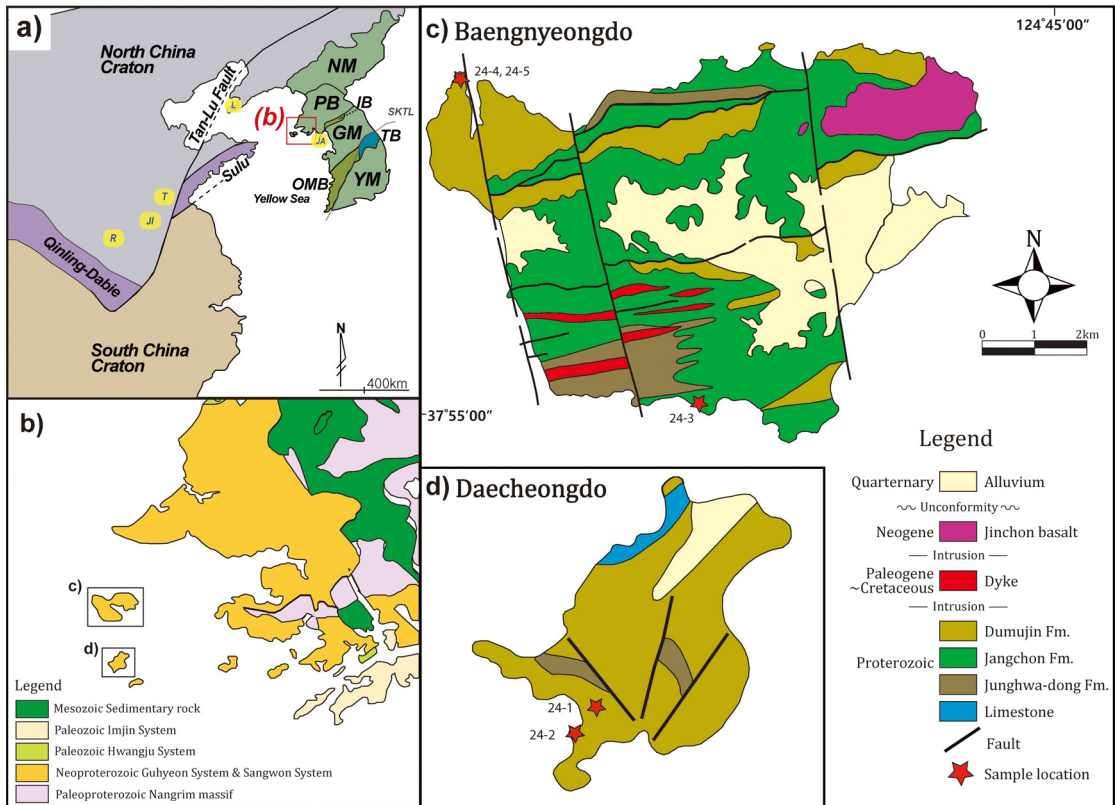 a)
North China
Craton
Tan-Lu Fault
L
NM
PB
IB
SKTL
(b)
JA
GM
TB
OMB
YM
Yellow Sea
Sulu
T
JI
R
Qinling-Dabie
South China
Craton
N
400km
b)
c)
d)
Legend
Mesozoic Sedimentary rock
Paleozoic Imjin System
Paleozoic Hwangju System
Neoproterozoic Guhyeon System & Sangwon System
Paleoproterozoic Nangrim massif
c) Baengnyeongdo
124°45'00"
24-4, 24-5
N
0 1 2km
37°55'00"
24-3
d) Daecheongdo
24-1
24-2
Legend
Quarternary Alluvium
Unconformity
Neogene Jinchon basalt
Intrusion
Paleogene
~Cretaceous Dyke
Intrusion
Dumujin Fm.
Proterozoic Jangchon Fm.
Junghwa-dong Fm.
Limestone
Fault
Sample location